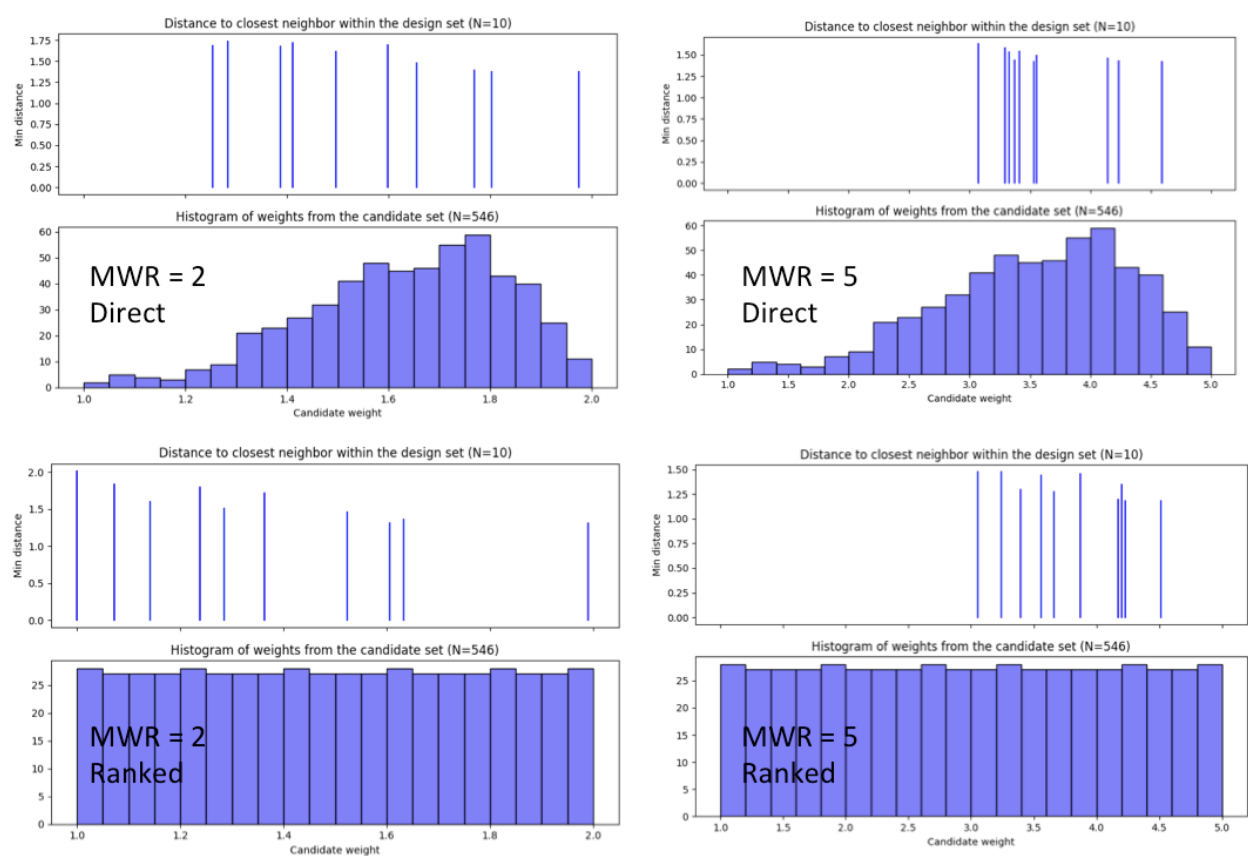 Distance to closest neighbor within the design set (N=10)
Min distance
1.75
1.50
1.25
1.00
0.75
0.50
0.25
0.00
Histogram of weights from the candidate set (N=546)
60
50
40
30
20
10
0
MWR = 2
Direct
1.0 1.2 1.4 1.6 1.8 2.0
Candidate weight
Distance to closest neighbor within the design set (N=10)
Min distance
1.50
1.25
1.00
0.75
0.50
0.25
0.00
Histogram of weights from the candidate set (N=546)
60
50
40
30
20
10
0
MWR = 5
Direct
1.0 1.5 2.0 2.5 3.0 3.5 4.0 4.5 5.0
Candidate weight
Distance to closest neighbor within the design set (N=10)
Min distance
2.0
1.5
1.0
0.5
0.0
Histogram of weights from the candidate set (N=546)
25
20
15
10
5
0
MWR = 2
Ranked
1.0 1.2 1.4 1.6 1.8 2.0
Candidate weight
Distance to closest neighbor within the design set (N=10)
Min distance
1.50
1.25
1.00
0.75
0.50
0.25
0.00
Histogram of weights from the candidate set (N=546)
25
20
15
10
5
0
MWR = 5
Ranked
1.0 1.5 2.0 2.5 3.0 3.5 4.0 4.5 5.0
Candidate weight